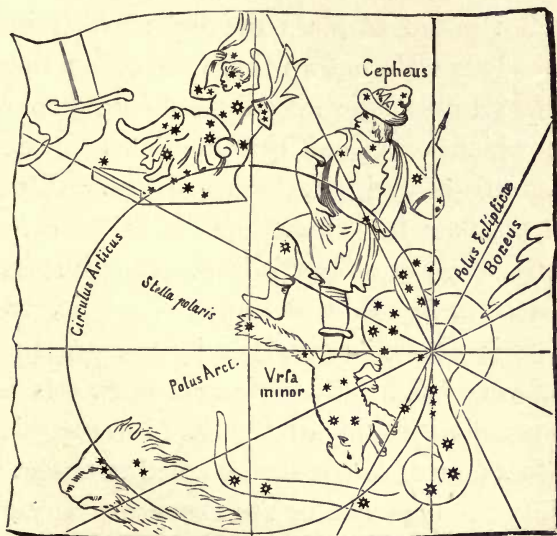 Cepheus
Polus Eclipticæ
Boreus
Circulus Articus
Stella polaris
Polus Arct.
Vrſa
minor